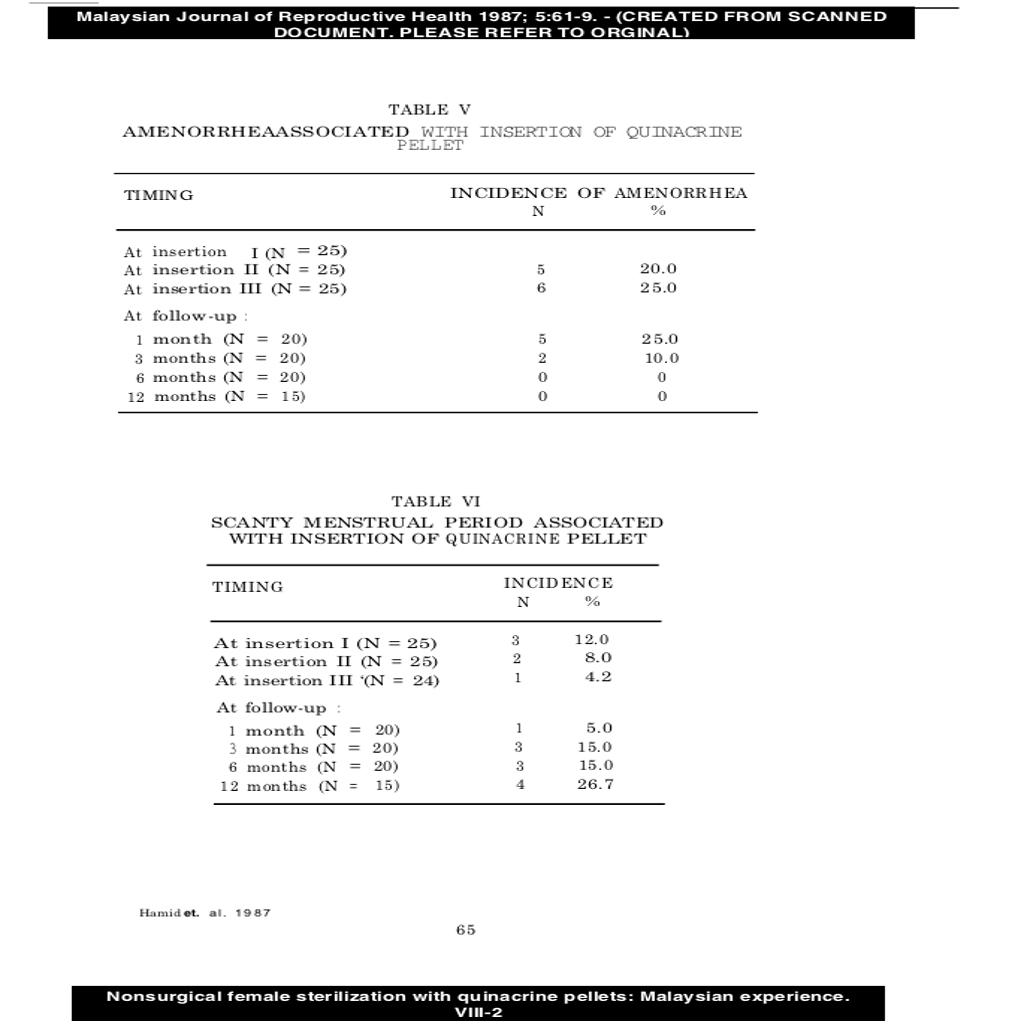 Malaysian Journal of Reproductive Health 1987; 5:61-9. - (CREATED FROM SCANNED
DOCUMENT. PLEASE REFER TO ORGINAL)
TABLE V
AMENORRHEAASSOCIATED WITH INSERTION OF QUINACRINE
PELLET
TIMING INCIDENCE OF AMENORRHEA
N %
At insertion I (N = 25)
At insertion II (N = 25) 5 20.0
At insertion III (N = 25) 6 25.0
At follow-up :
1 month (N = 20) 5 25.0
3 months (N = 20) 2 10.0
6 months (N = 20) 0 0
12 months (N = 15) 0 0
TABLE VI
SCANTY MENSTRUAL PERIOD ASSOCIATED
WITH INSERTION OF QUINACRINE PELLET
TIMING INCIDENCE
N %
At insertion I (N = 25) 3 12.0
At insertion II (N = 25) 2 8.0
At insertion III '(N = 24) 1 4.2
At follow-up :
1 month (N = 20) 1 5.0
3 months (N = 20) 3 15.0
6 months (N = 20) 3 15.0
12 months (N = 15) 4 26.7
Hamid et. al. 1987
65
Nonsurgical female sterilization with quinacrine pellets: Malaysian experience.
VIII-2